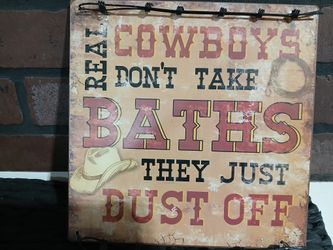 REAL
COWBOYS
DON'T TAKE
BATHS
THEY JUST
DUST OFF